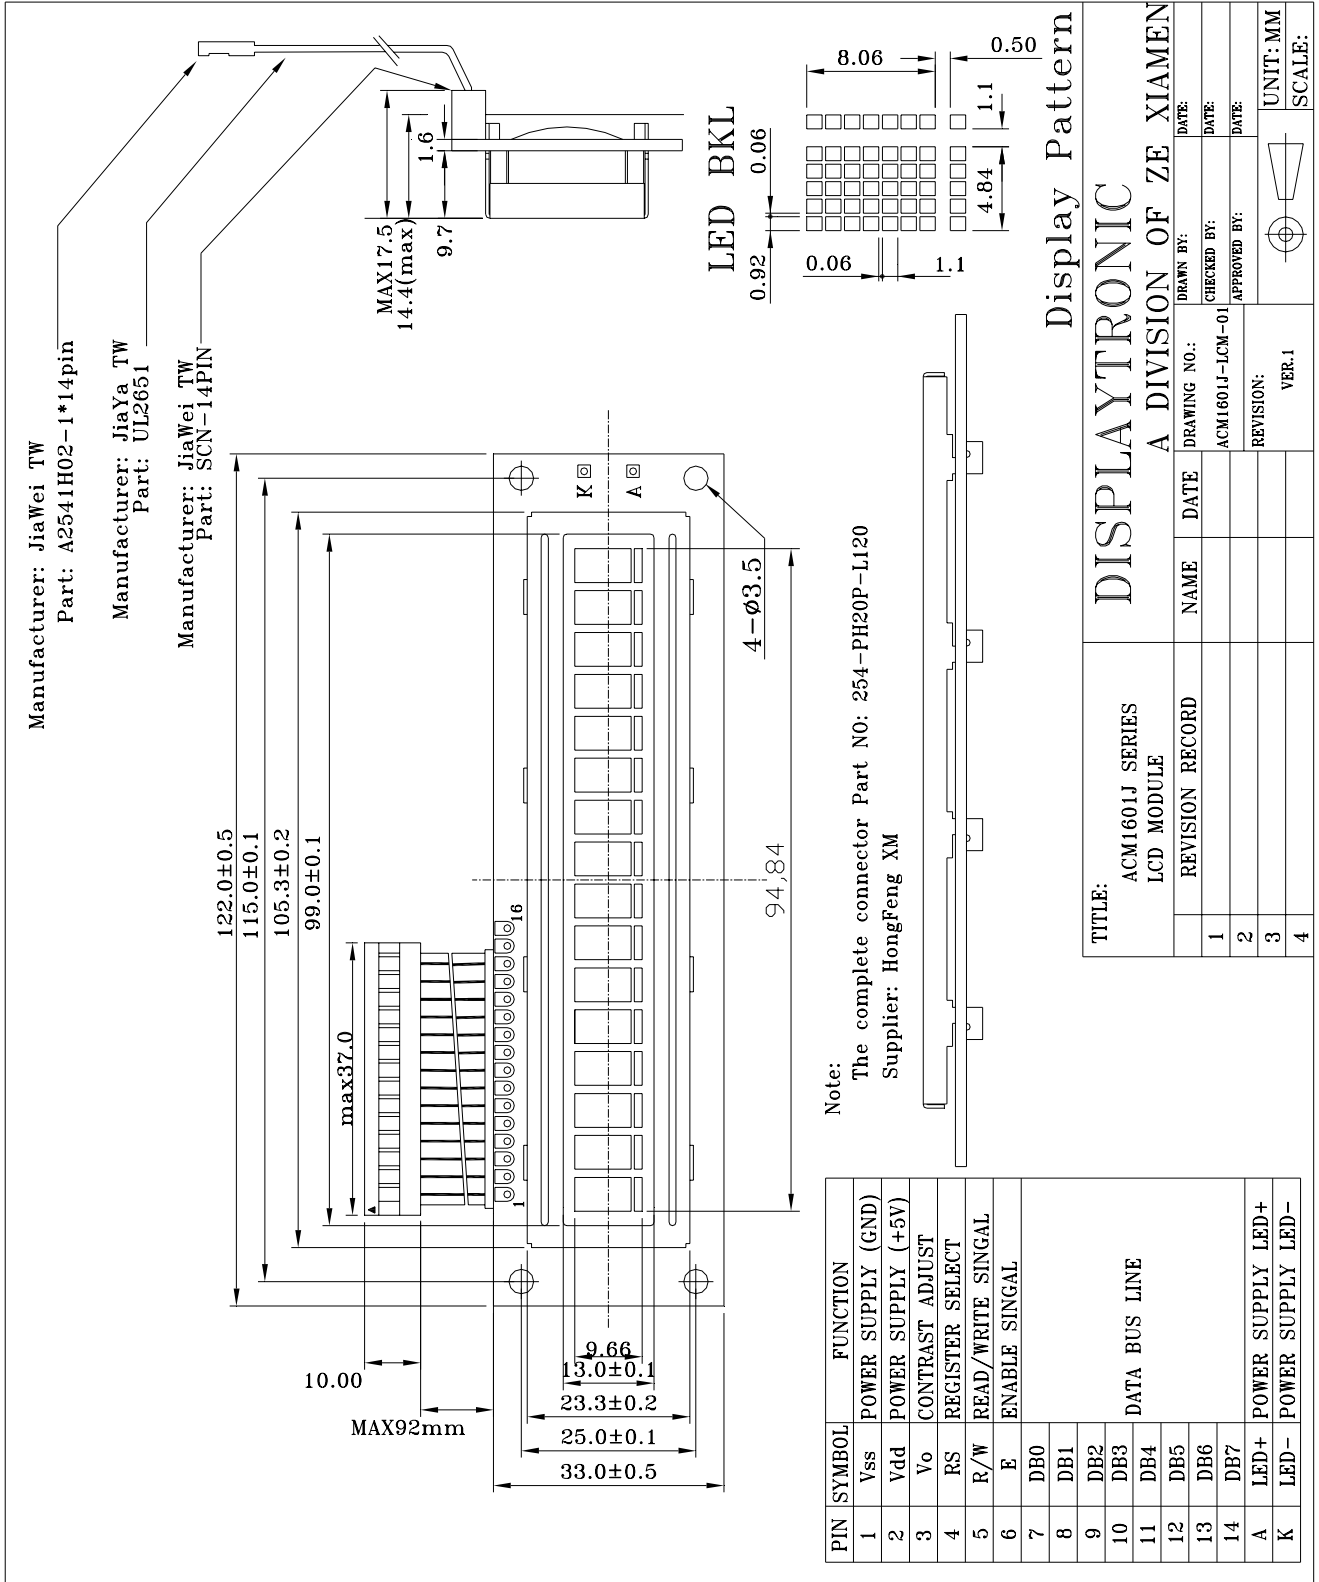 Manufacturer: JiaWei TW
Part: A2541H02-1*14pin
Manufacturer: JiaYa TW
Part: UL2651
Manufacturer: JiaWei TW
Part: SCN-14PIN
MAX17.5
14.4(max)
9.7
1.6
LED BKL
8.06
0.50
0.06
0.92
1.1
4.84
0.06
1.1
Display Pattern
122.0±0.5
115.0±0.1
105.3±0.2
99.0±0.1
max37.0
1
16
K
A
4-ø3.5
94,84
10.00
MAX92mm
9.66
13.0±0.1
23.3±0.2
25.0±0.1
33.0±0.5
Note:
The complete connector Part NO: 254-PH20P-L120
Supplier: HongFeng XM
PIN SYMBOL FUNCTION
1 Vss POWER SUPPLY (GND)
2 Vdd POWER SUPPLY (+5V)
3 Vo CONTRAST ADJUST
4 RS REGISTER SELECT
5 R/W READ/WRITE SINGAL
6 E ENABLE SINGAL
7 DB0
8 DB1
9 DB2
10 DB3
11 DB4
12 DB5
13 DB6
14 DB7
DATA BUS LINE
A LED+ POWER SUPPLY LED+
K LED- POWER SUPPLY LED-
TITLE:
ACM1601J SERIES
LCD MODULE
DISPLAYTRONIC
A DIVISION OF ZE XIAMEN
REVISION RECORD NAME DATE
1
2
3
4
DRAWING NO.:
ACM1601J-LCM-01
REVISION:
VER.1
DRAWN BY: DATE:
CHECKED BY: DATE:
APPROVED BY: DATE:
UNIT: MM
SCALE: